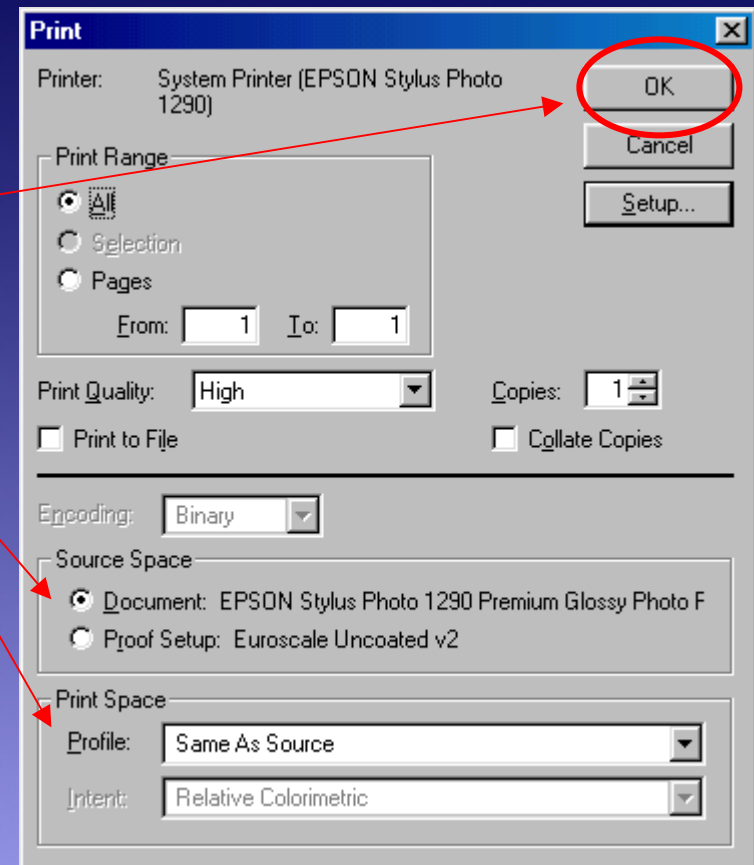 Print
Printer: System Printer (EPSON Stylus Photo
1290)
OK
Cancel
Setup...
Print Range
All
Selection
Pages
From: 1 To: 1
Print Quality: High Copies: 1
Print to File Collate Copies
Encoding: Binary
Source Space
Document: EPSON Stylus Photo 1290 Premium Glossy Photo P
Proof Setup: Euroscale Uncoated v2
Print Space
Profile: Same As Source
Intent: Relative Colorimetric